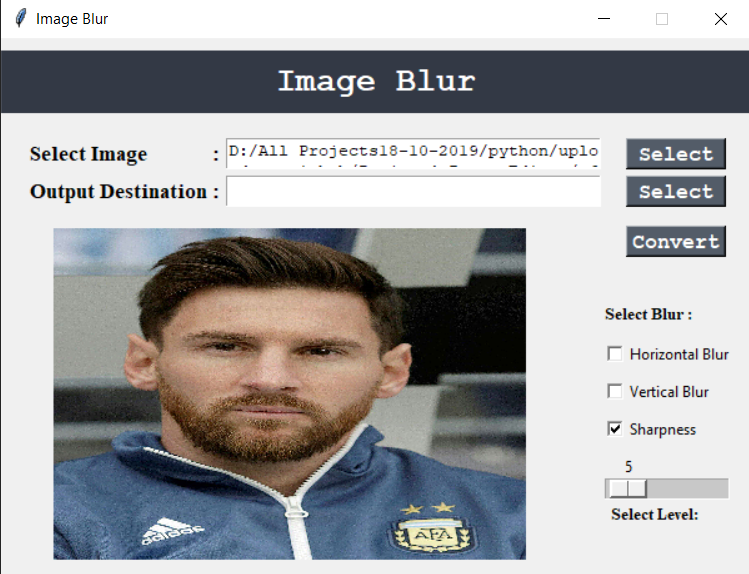 Image Blur
Image Blur
Select Image : D:/All Projects18-10-2019/python/uplo Select
Output Destination : Select
Convert
Select Blur :
Horizontal Blur
Vertical Blur
Sharpness
5
Select Level:
adidas
AFA